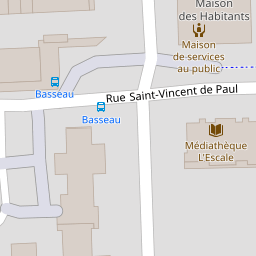 Maison
des Habitants
Maison
de services
au public
Basseau
Rue Saint-Vincent de Paul
Basseau
Médiathèque
L'Escale